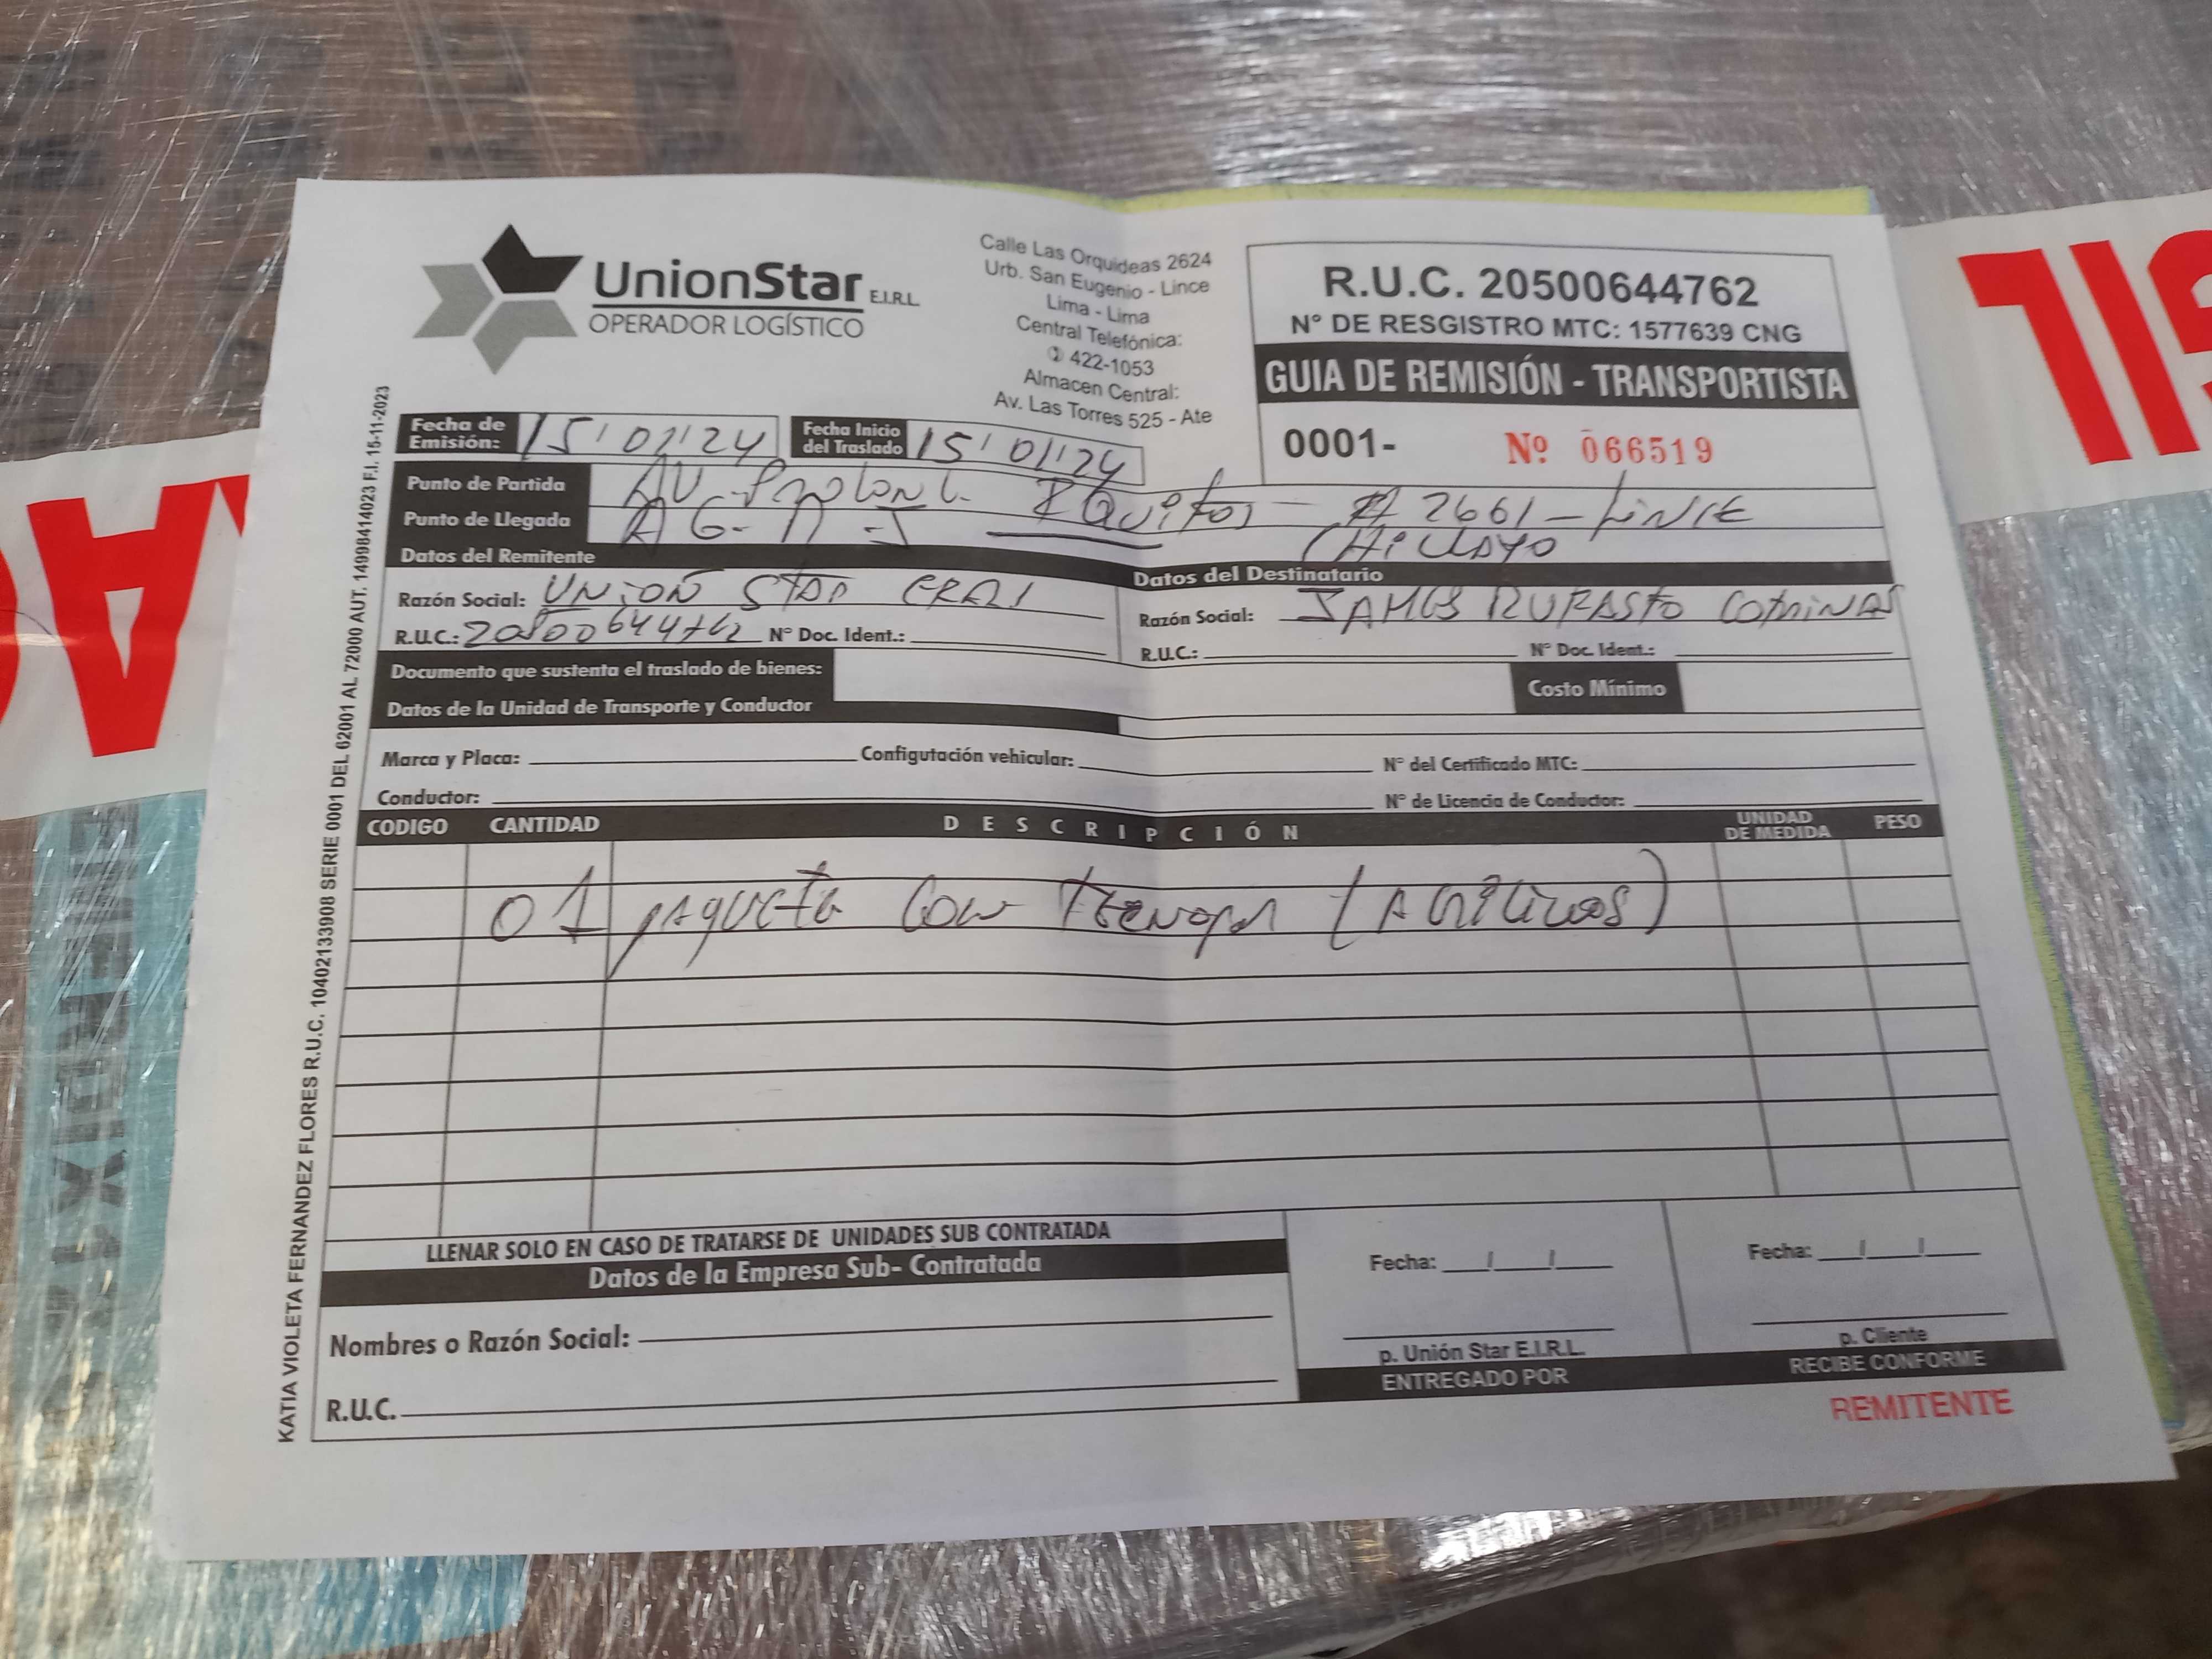 UnionStar E.I.R.L.
OPERADOR LOGÍSTICO
Calle Las Orquideas 2624
Urb. San Eugenio - Lince
Lima - Lima
Central Telefónica:
422-1053
Almacen Central:
Av. Las Torres 525 - Ate
R.U.C. 20500644762
N° DE RESGISTRO MTC: 1577639 CNG
GUIA DE REMISIÓN - TRANSPORTISTA
0001- Nº 066519
Fecha de Emisión: 15'01'24 Fecha Inicio del Traslado 15'01'24
Punto de Partida AV. Prolong. IQuitos - # 2661 - LiNCE
Punto de Llegada CHiCLAYO
Datos del Remitente
Razón Social: UNiON STAR
R.U.C.: 20500644762 N° Doc. Ident.:
Datos del Destinatario
Razón Social: JAMES RUFASTO
R.U.C.: N° Doc. Ident.:
Documento que sustenta el traslado de bienes:
Costo Mínimo
Datos de la Unidad de Transporte y Conductor
Marca y Placa: Configutación vehicular: N° del Certificado MTC:
Conductor: N° de Licencia de Conductor:
CODIGO CANTIDAD DESCRIPCIÓN UNIDAD DE MEDIDA PESO
01 paquete con (Acrilicos)
LLENAR SOLO EN CASO DE TRATARSE DE UNIDADES SUB CONTRATADA
Datos de la Empresa Sub- Contratada
Nombres o Razón Social:
R.U.C.
Fecha: / /
p. Unión Star E.I.R.L.
ENTREGADO POR
Fecha: / /
p. Cliente
RECIBE CONFORME
REMITENTE
KATIA VIOLETA FERNANDEZ FLORES R.U.C. 10402133908 SERIE 0001 DEL 62001 AL 72000 AUT. 14998414023 F.I. 15-11-2023